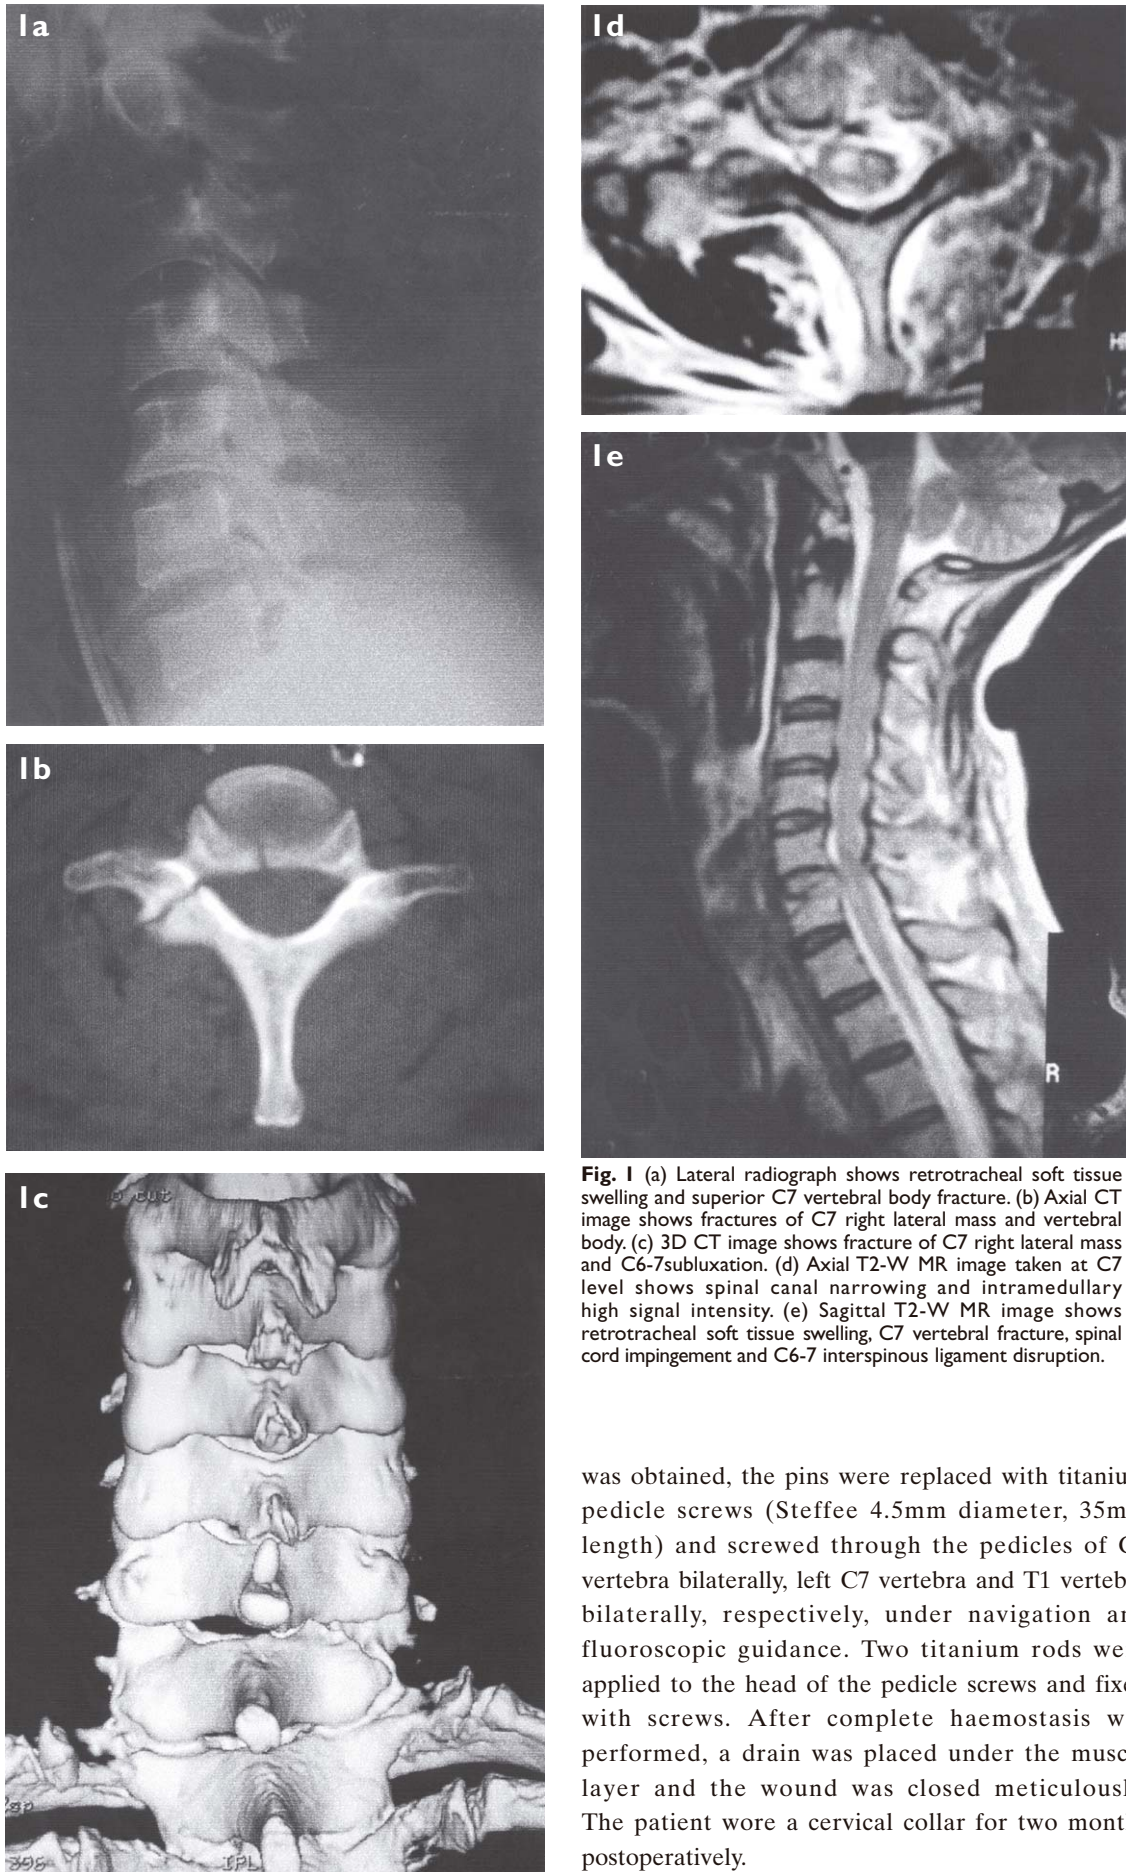 1a
1d
1b
1e
R
1c
Fig. 1 (a) Lateral radiograph shows retrotracheal soft tissue
swelling and superior C7 vertebral body fracture. (b) Axial CT
image shows fractures of C7 right lateral mass and vertebral
body. (c) 3D CT image shows fracture of C7 right lateral mass
and C6-7subluxation. (d) Axial T2-W MR image taken at C7
level shows spinal canal narrowing and intramedullary
high signal intensity. (e) Sagittal T2-W MR image shows
retrotracheal soft tissue swelling, C7 vertebral fracture, spinal
cord impingement and C6-7 interspinous ligament disruption.
cut
IPL
was obtained, the pins were replaced with titaniu
pedicle screws (Steffee 4.5mm diameter, 35m
length) and screwed through the pedicles of
vertebra bilaterally, left C7 vertebra and T1 verteb
bilaterally, respectively, under navigation an
fluoroscopic guidance. Two titanium rods we
applied to the head of the pedicle screws and fixe
with screws. After complete haemostasis w
performed, a drain was placed under the musc
layer and the wound was closed meticulous
The patient wore a cervical collar for two mont
postoperatively.